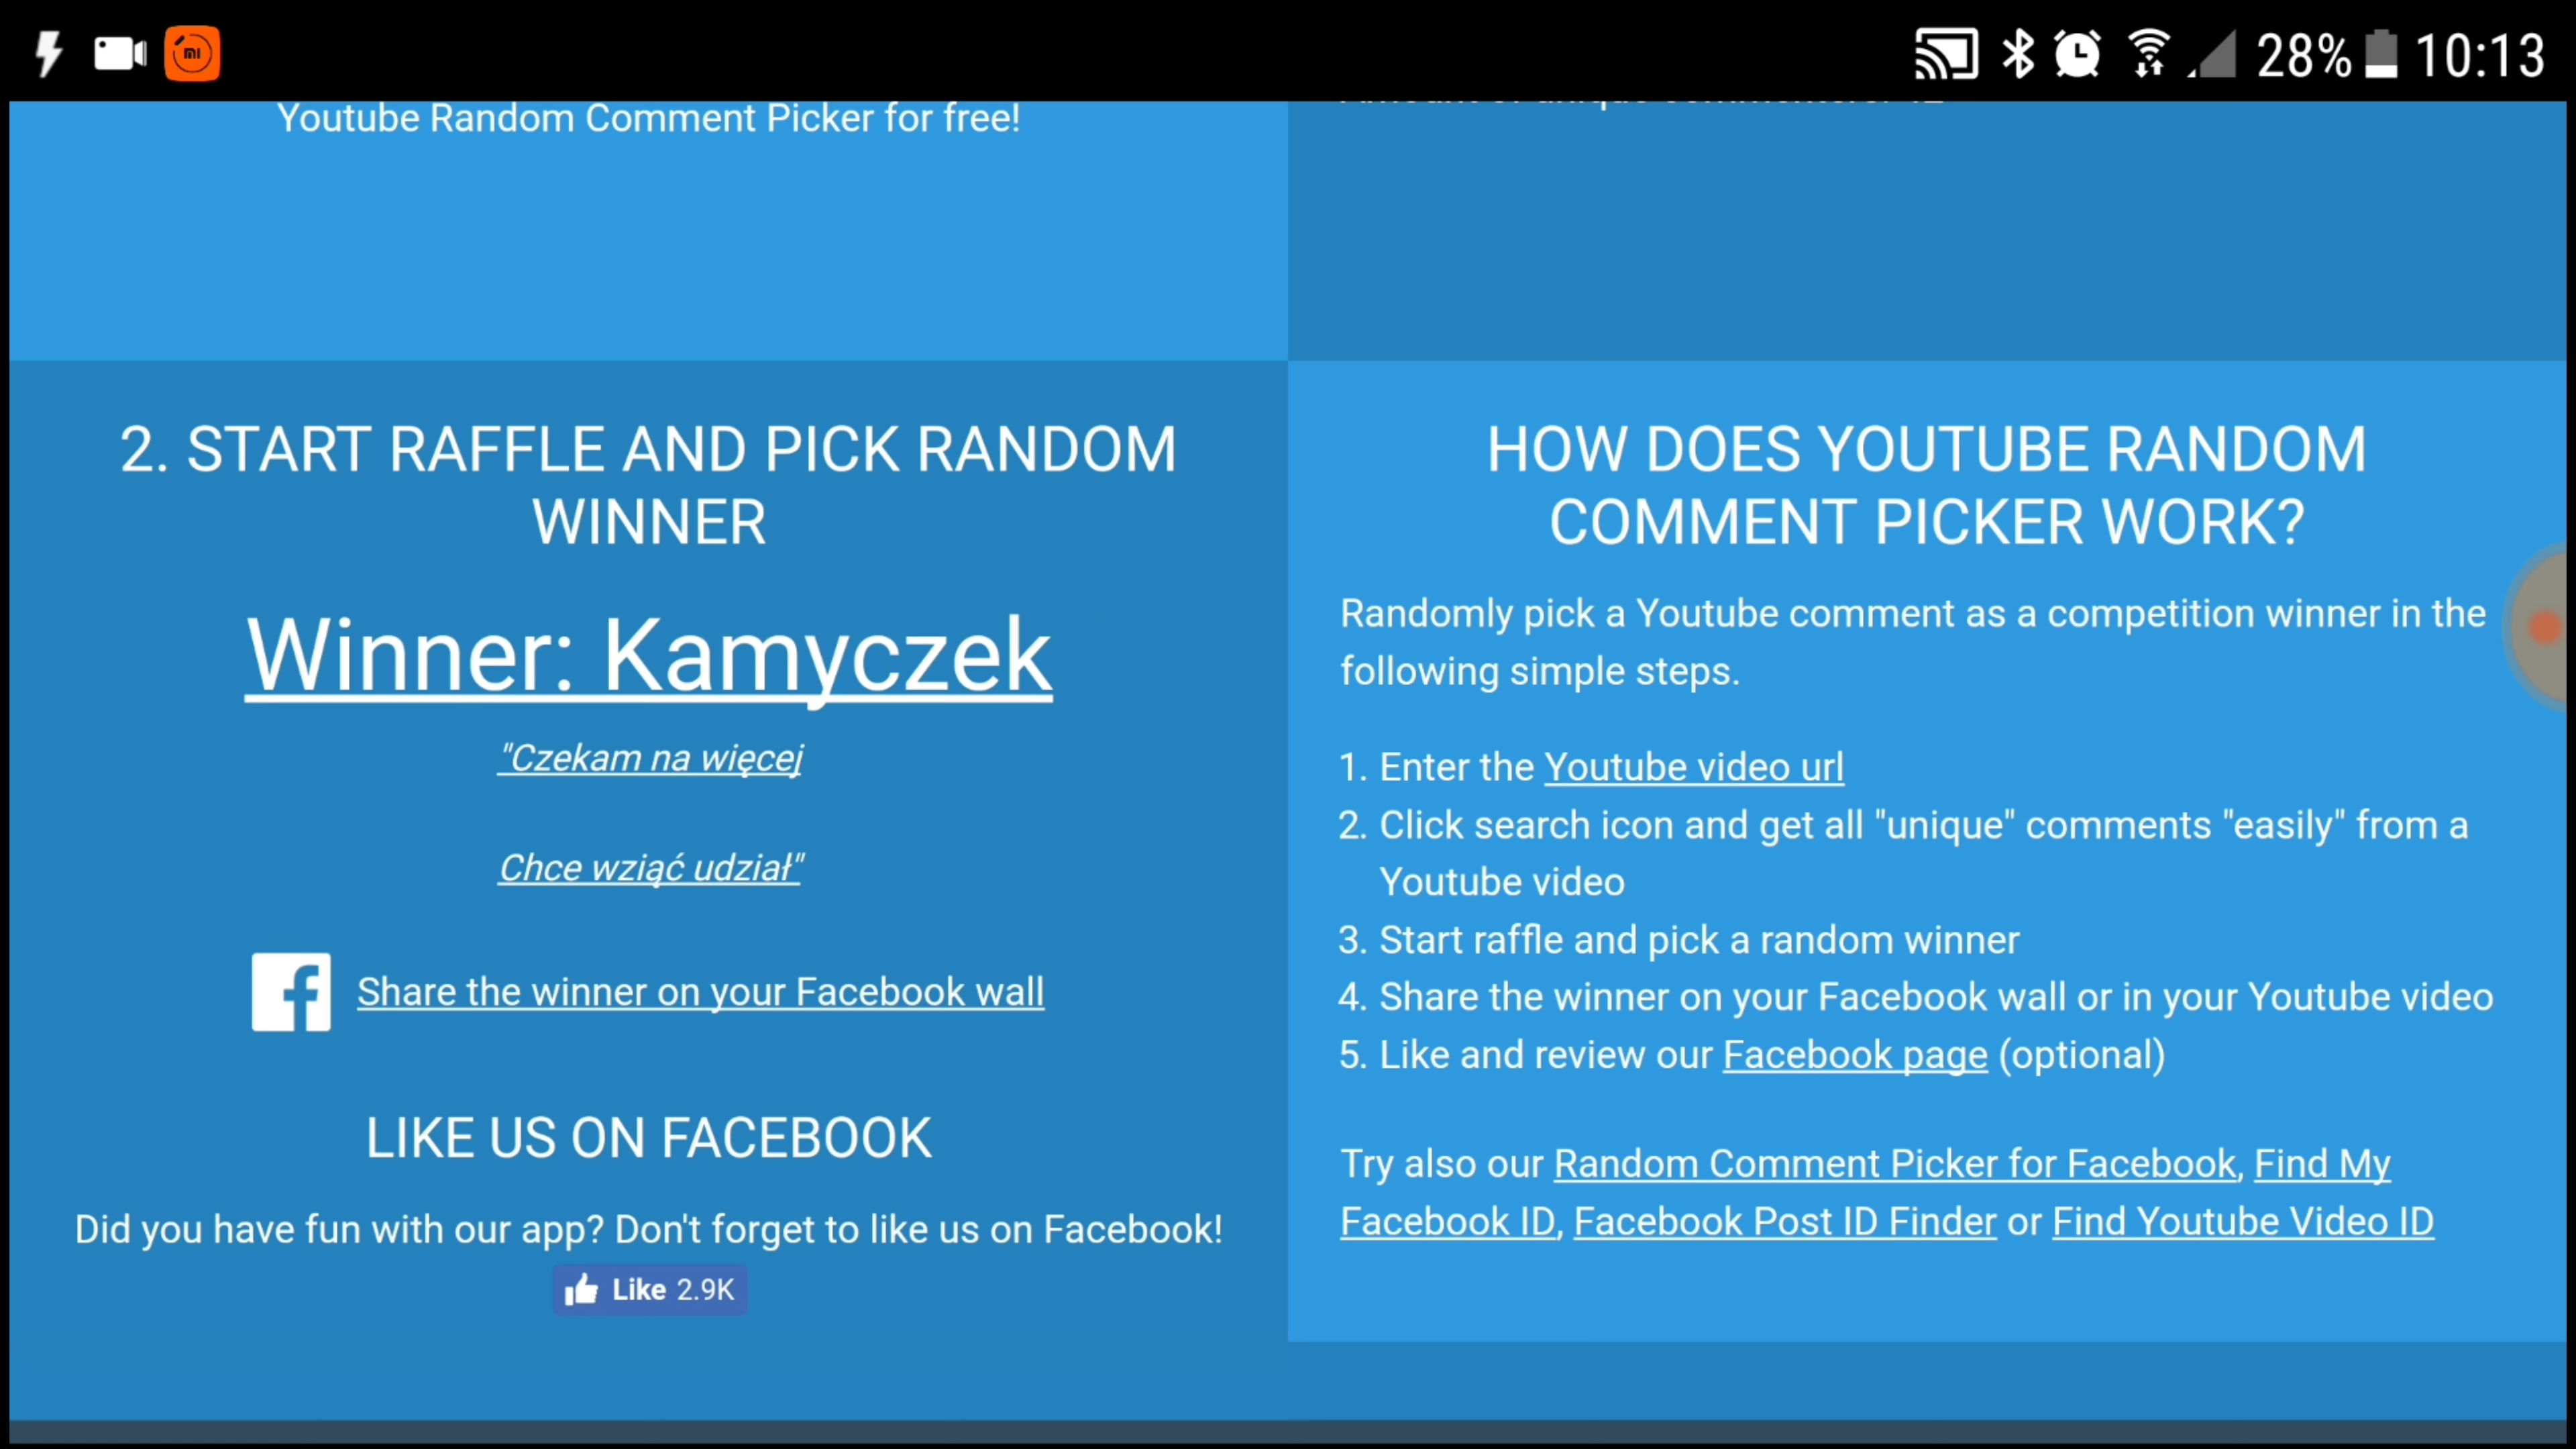 28% 10:13
Youtube Random Comment Picker for free!
2. START RAFFLE AND PICK RANDOM
WINNER
Winner: Kamyczek
"Czekam na więcej
Chce wziąć udział"
Share the winner on your Facebook wall
LIKE US ON FACEBOOK
Did you have fun with our app? Don't forget to like us on Facebook!
Like 2.9K
HOW DOES YOUTUBE RANDOM
COMMENT PICKER WORK?
Randomly pick a Youtube comment as a competition winner in the
following simple steps.
1. Enter the Youtube video url
2. Click search icon and get all "unique" comments "easily" from a
Youtube video
3. Start raffle and pick a random winner
4. Share the winner on your Facebook wall or in your Youtube video
5. Like and review our Facebook page (optional)
Try also our Random Comment Picker for Facebook, Find My
Facebook ID, Facebook Post ID Finder or Find Youtube Video ID